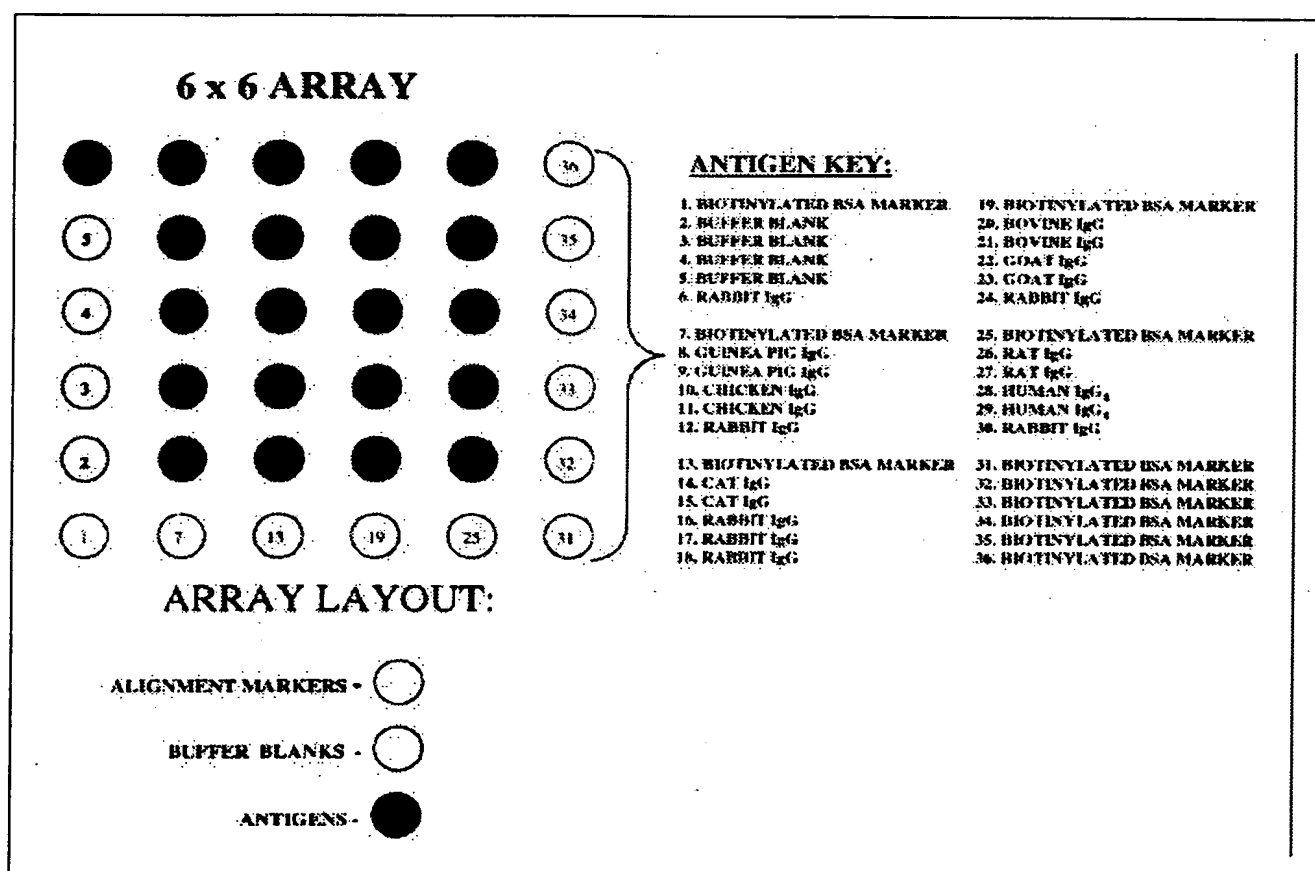 6 x 6 ARRAY
36
5
35
4
34
3
33
2
32
1 7 13 19 25 31
ARRAY LAYOUT:
ALIGNMENT MARKERS -
BUFFER BLANKS -
ANTIGENS -
ANTIGEN KEY:
1. BIOTINYLATED BSA MARKER
2. BUFFER BLANK
3. BUFFER BLANK
4. BUFFER BLANK
5. BUFFER BLANK
6. RABBIT IgG
7. BIOTINYLATED BSA MARKER
8. GUINEA PIG IgG
9. GUINEA PIG IgG
10. CHICKEN IgG
11. CHICKEN IgG
12. RABBIT IgG
13. BIOTINYLATED BSA MARKER
14. CAT IgG
15. CAT IgG
16. RABBIT IgG
17. RABBIT IgG
18. RABBIT IgG
19. BIOTINYLATED BSA MARKER
20. BOVINE IgG
21. BOVINE IgG
22. GOAT IgG
23. GOAT IgG
24. RABBIT IgG
25. BIOTINYLATED BSA MARKER
26. RAT IgG
27. RAT IgG
28. HUMAN IgG₄
29. HUMAN IgG₄
30. RABBIT IgG
31. BIOTINYLATED BSA MARKER
32. BIOTINYLATED BSA MARKER
33. BIOTINYLATED BSA MARKER
34. BIOTINYLATED BSA MARKER
35. BIOTINYLATED BSA MARKER
36. BIOTINYLATED BSA MARKER